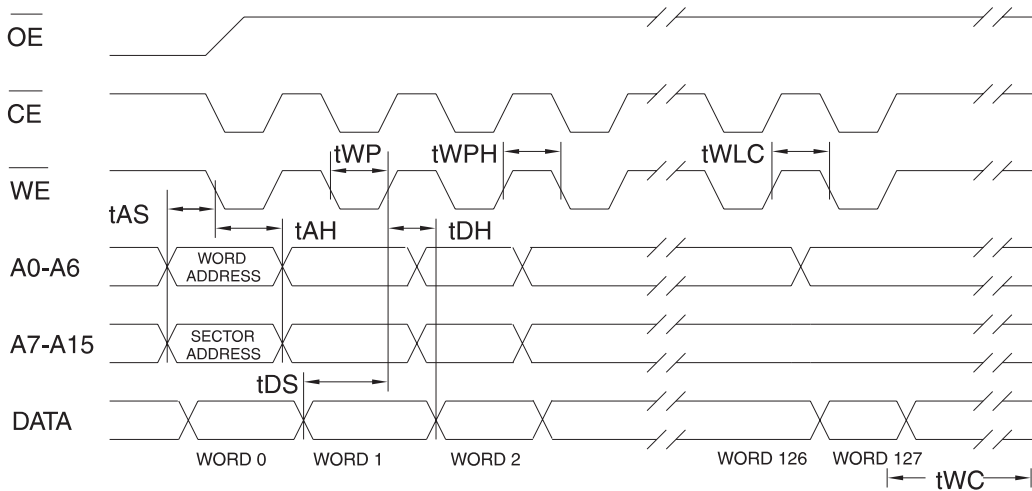 OE
CE
tWP
tWPH
tWLC
WE
tAS
tAH
tDH
A0-A6
WORD
ADDRESS
A7-A15
SECTOR
ADDRESS
tDS
DATA
WORD 0
WORD 1
WORD 2
WORD 126
WORD 127
tWC